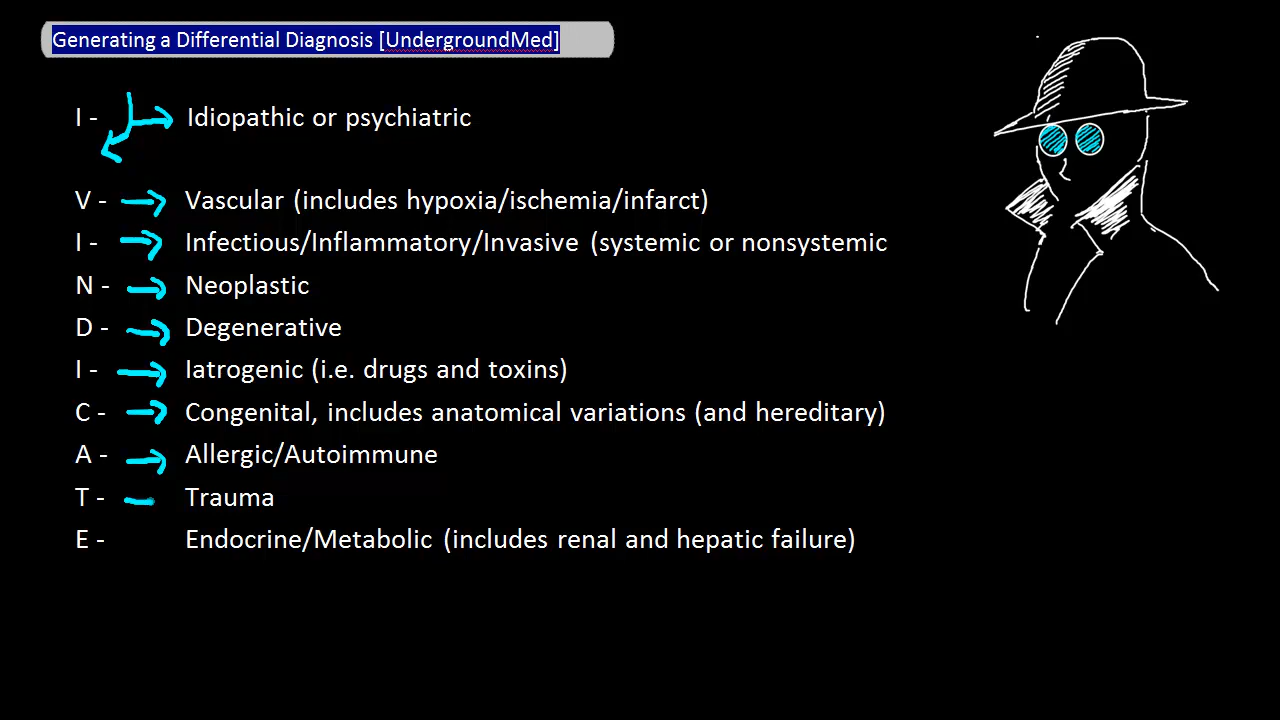 Generating a Differential Diagnosis [UndergroundMed]
I - Idiopathic or psychiatric
V - Vascular (includes hypoxia/ischemia/infarct)
I - Infectious/Inflammatory/Invasive (systemic or nonsystemic
N - Neoplastic
D - Degenerative
I - Iatrogenic (i.e. drugs and toxins)
C - Congenital, includes anatomical variations (and hereditary)
A - Allergic/Autoimmune
T - Trauma
E - Endocrine/Metabolic (includes renal and hepatic failure)